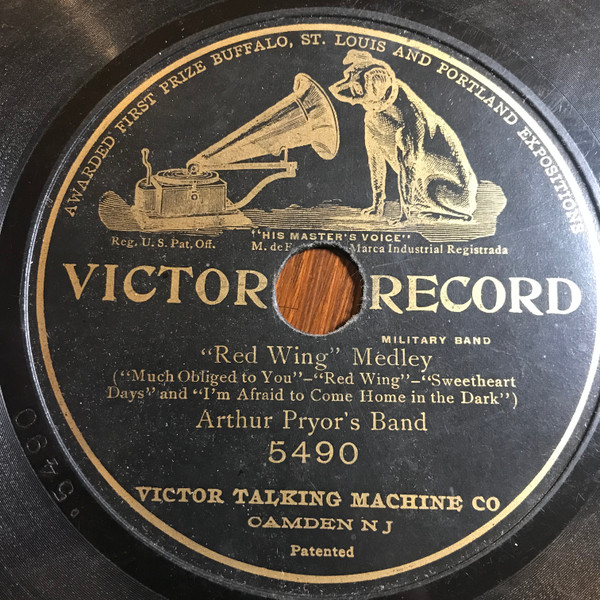 AWARDED FIRST PRIZE BUFFALO, ST. LOUIS AND PORTLAND EXPOSITIONS
"HIS MASTER'S VOICE"
Reg. U. S. Pat. Off. M. de Marca Industrial Registrada
VICTOR RECORD
MILITARY BAND
"Red Wing" Medley
("Much Obliged to You"-"Red Wing"-"Sweetheart
Days" and "I'm Afraid to Come Home in the Dark")
Arthur Pryor's Band
5490
VICTOR TALKING MACHINE CO
CAMDEN N J
Patented
5490